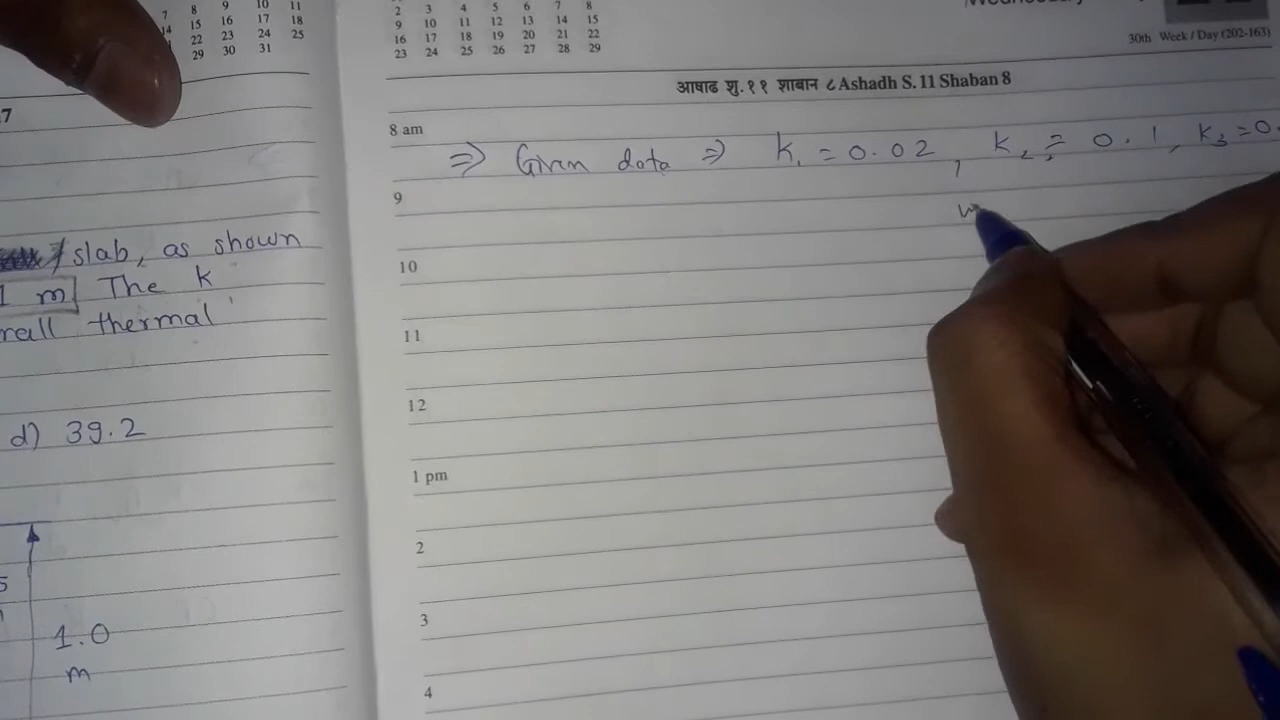 7 8 9 10 11
14 15 16 17 18
22 23 24 25
29 30 31
7
slab, as shown
1 m The k
rall thermal
d) 39.2
5
1.0
m
2 3 4 5 6 7 8
9 10 11 12 13 14 15
16 17 18 19 20 21 22
23 24 25 26 27 28 29
30th Week / Day (202-163)
आषाढ शु. ११ शाबान ८ Ashadh S. 11 Shaban 8
8 am
⇒ Given data ⇒ k₁ = 0.02, k₂ = 0.1, k₃ = 0.
w
9
10
11
12
1 pm
2
3
4